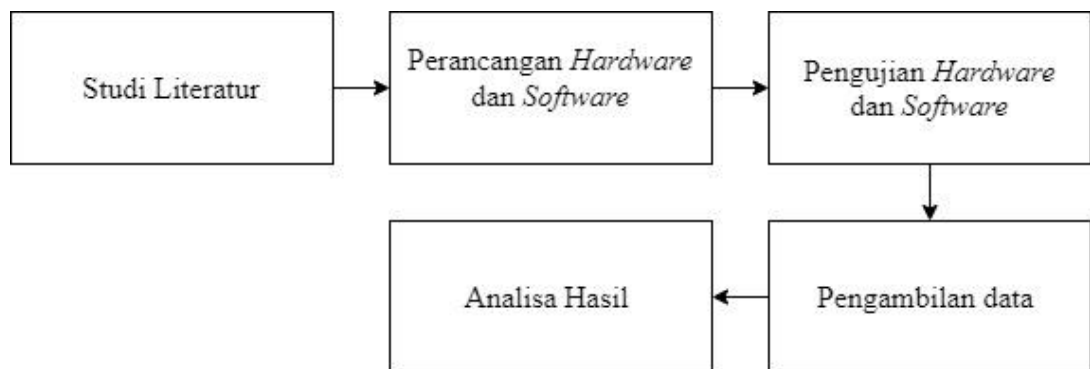 Studi Literatur
Perancangan Hardware
dan Software
Pengujian Hardware
dan Software
Pengambilan data
Analisa Hasil